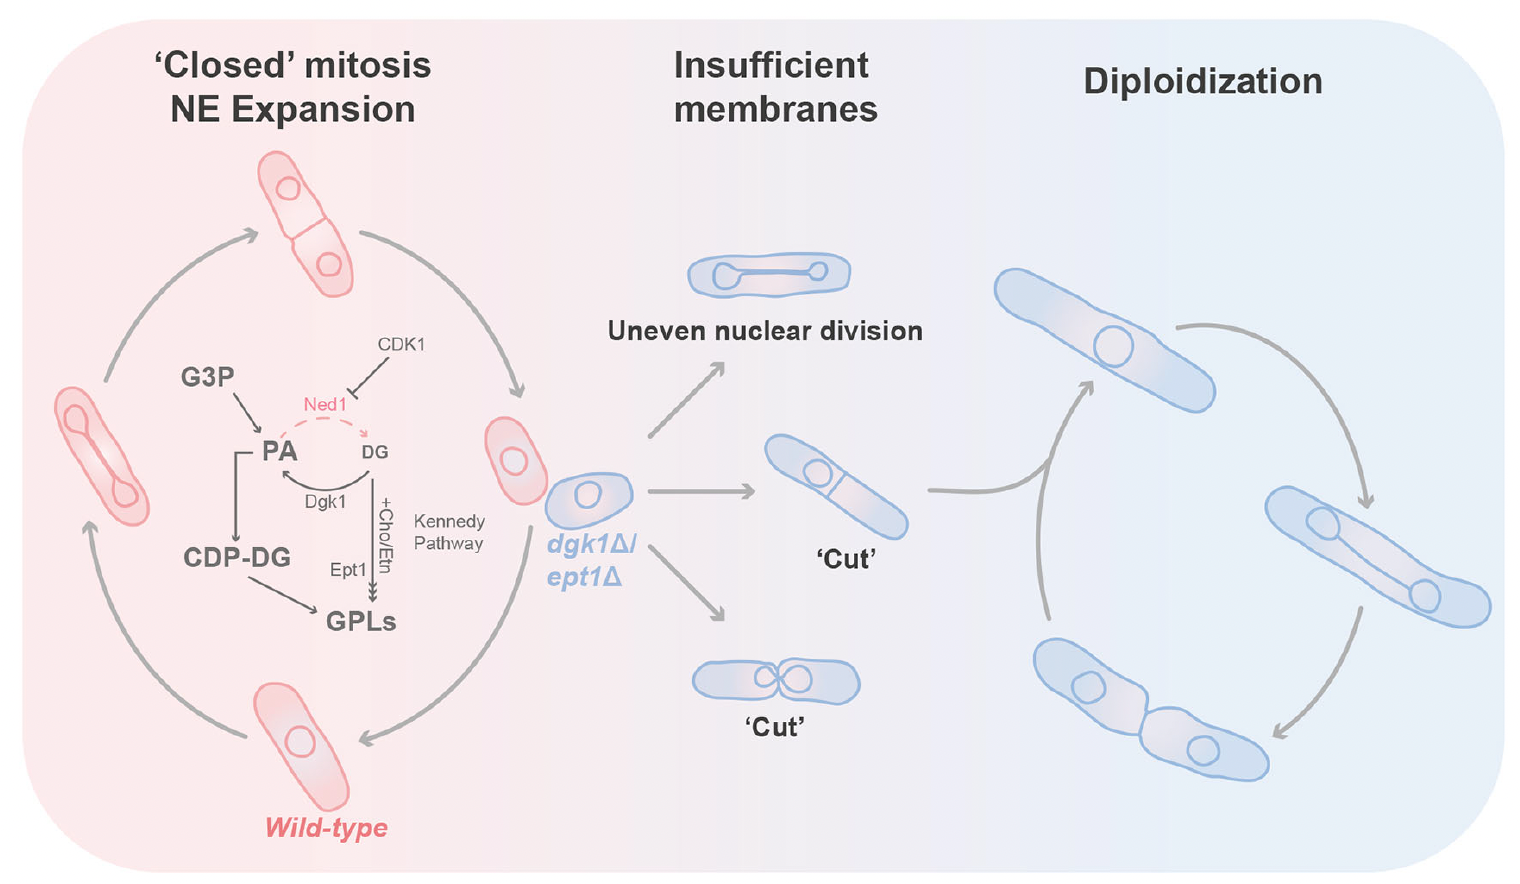 ‘Closed’ mitosis
NE Expansion
Insufficient
membranes
Diploidization
CDK1
G3P
Ned1
PA
DG
Dgk1
+Cho/Etn
Kennedy
Pathway
CDP-DG
Ept1
GPLs
Wild-type
dgk1Δ/
ept1Δ
Uneven nuclear division
‘Cut’
‘Cut’